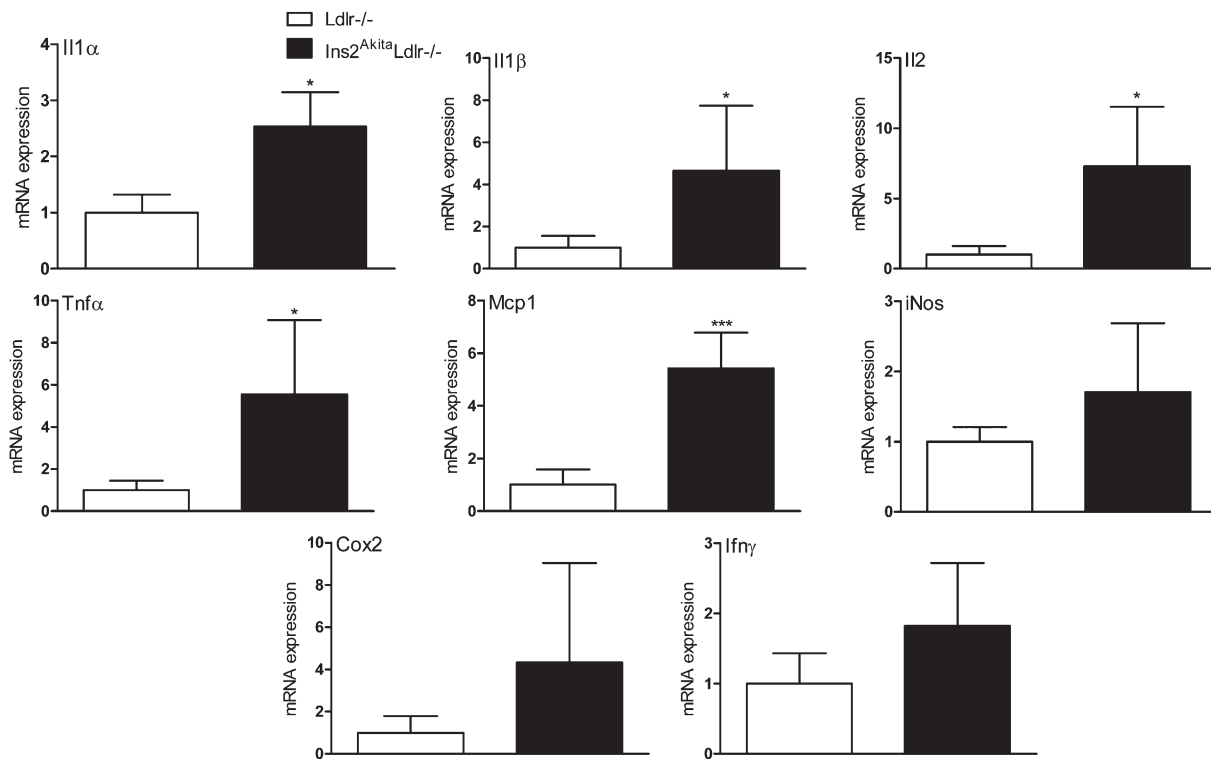 Ldlr-/-
Ins2^Akita Ldlr-/-
Il1α
mRNA expression
4
3
2
1
0
*
Il1β
mRNA expression
10
8
6
4
2
0
*
Il2
mRNA expression
15
10
5
0
*
Tnfα
mRNA expression
10
8
6
4
2
0
*
Mcp1
mRNA expression
8
6
4
2
0
***
iNos
mRNA expression
3
2
1
0
Cox2
mRNA expression
10
8
6
4
2
0
Ifnγ
mRNA expression
3
2
1
0